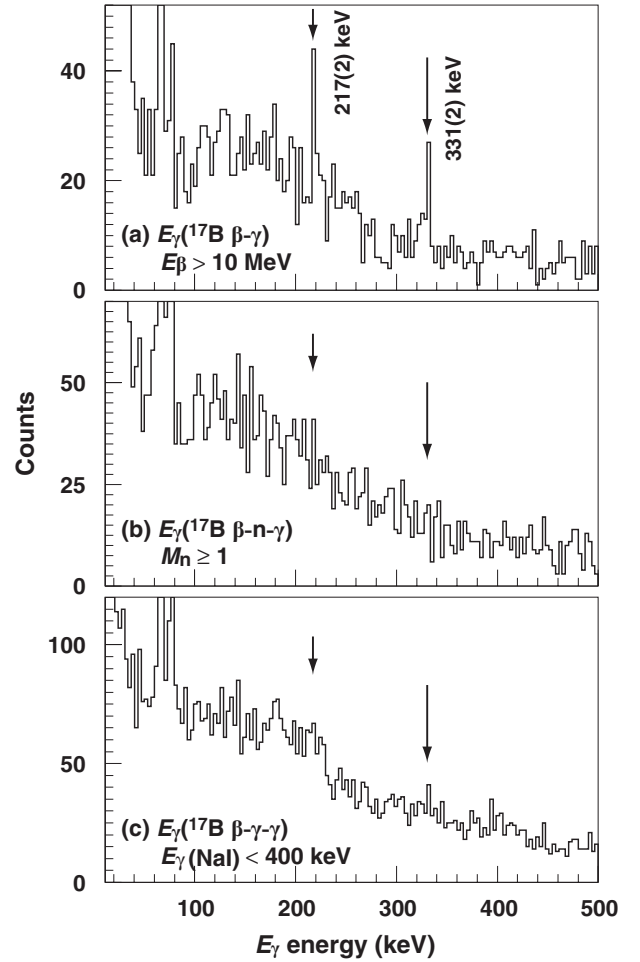 40
20
0
217(2) keV
331(2) keV
(a) Eγ(¹⁷B β-γ)
Eβ > 10 MeV
50
25
0
(b) Eγ(¹⁷B β-n-γ)
Mn ≥ 1
Counts
100
50
0
(c) Eγ(¹⁷B β-γ-γ)
Eγ(NaI) < 400 keV
100 200 300 400 500
Eγ energy (keV)